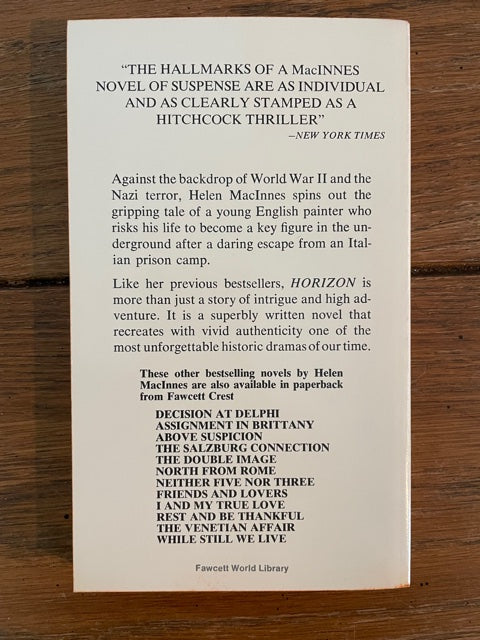 “THE HALLMARKS OF A MacINNES
NOVEL OF SUSPENSE ARE AS INDIVIDUAL
AND AS CLEARLY STAMPED AS A
HITCHCOCK THRILLER”
—NEW YORK TIMES
Against the backdrop of World War II and the
Nazi terror, Helen MacInnes spins out the
gripping tale of a young English painter who
risks his life to become a key figure in the un-
derground after a daring escape from an Ital-
ian prison camp.
Like her previous bestsellers, HORIZON is
more than just a story of intrigue and high ad-
venture. It is a superbly written novel that
recreates with vivid authenticity one of the
most unforgettable historic dramas of our time.
These other bestselling novels by Helen
MacInnes are also available in paperback
from Fawcett Crest
DECISION AT DELPHI
ASSIGNMENT IN BRITTANY
ABOVE SUSPICION
THE SALZBURG CONNECTION
THE DOUBLE IMAGE
NORTH FROM ROME
NEITHER FIVE NOR THREE
FRIENDS AND LOVERS
I AND MY TRUE LOVE
REST AND BE THANKFUL
THE VENETIAN AFFAIR
WHILE STILL WE LIVE
Fawcett World Library